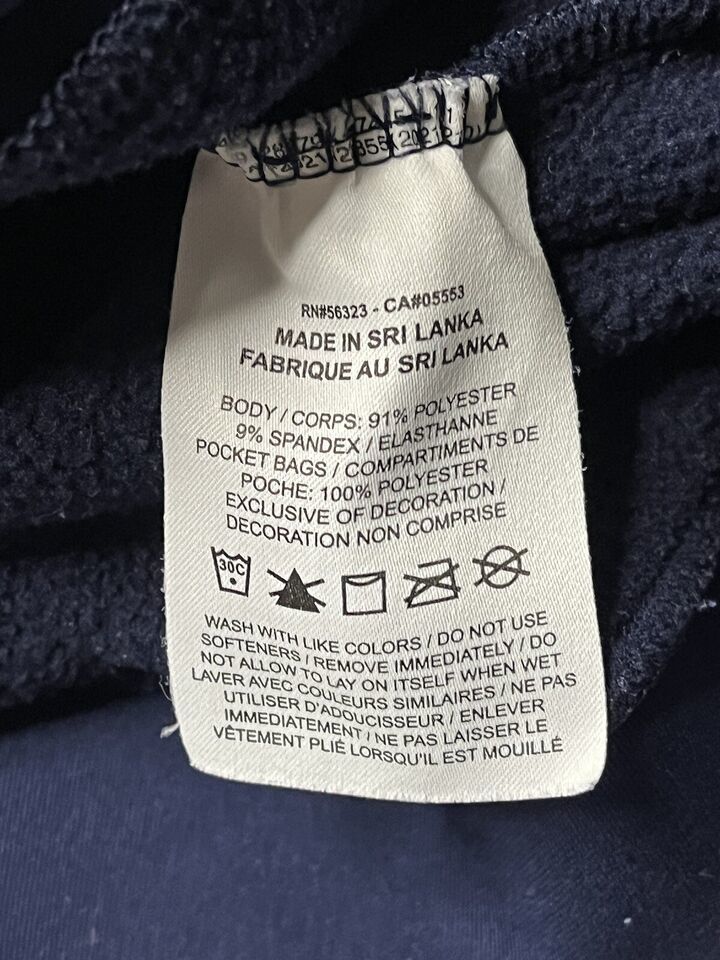 RN#56323 - CA#05553
MADE IN SRI LANKA
FABRIQUE AU SRI LANKA
BODY / CORPS: 91% POLYESTER
9% SPANDEX / ELASTHANNE
POCKET BAGS / COMPARTIMENTS DE
POCHE: 100% POLYESTER
EXCLUSIVE OF DECORATION /
DECORATION NON COMPRISE
30C
WASH WITH LIKE COLORS / DO NOT USE
SOFTENERS / REMOVE IMMEDIATELY / DO
NOT ALLOW TO LAY ON ITSELF WHEN WET
LAVER AVEC COULEURS SIMILAIRES / NE PAS
UTILISER D'ADOUCISSEUR / ENLEVER
IMMEDIATEMENT / NE PAS LAISSER LE
VÊTEMENT PLIÉ LORSQU'IL EST MOUILLÉ